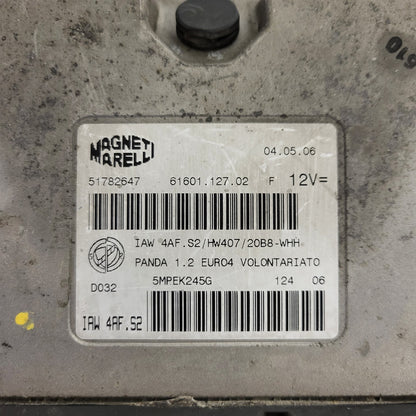 610
MAGNETI
MARELLI
04.05.06
51782647 61601.127.02 F 12V=
IAW 4AF.S2/HW407/20B8-WHH
PANDA 1.2 EURO4 VOLONTARIATO
D032 5MPEK245G 124 06
IAW 4AF.S2